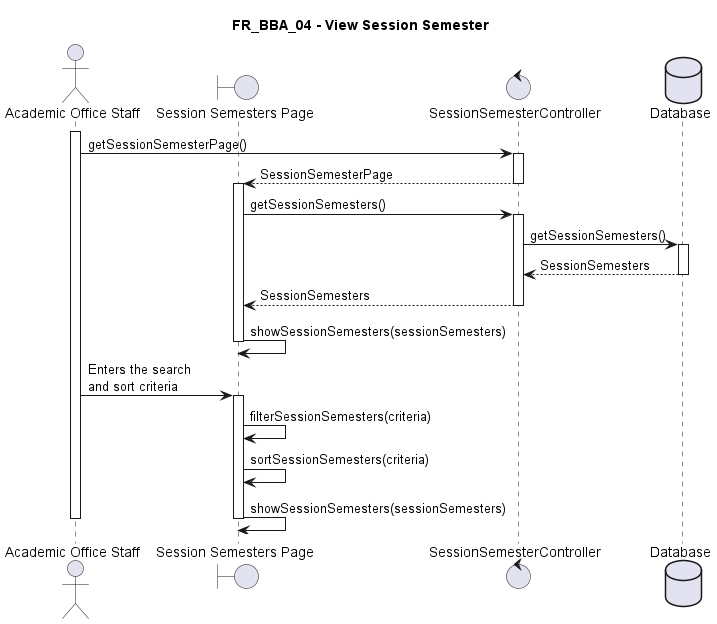 FR_BBA_04 - View Session Semester
Academic Office Staff
Session Semesters Page
SessionSemesterController
Database
getSessionSemesterPage()
SessionSemesterPage
getSessionSemesters()
getSessionSemesters()
SessionSemesters
SessionSemesters
showSessionSemesters(sessionSemesters)
Enters the search
and sort criteria
filterSessionSemesters(criteria)
sortSessionSemesters(criteria)
showSessionSemesters(sessionSemesters)
Academic Office Staff
Session Semesters Page
SessionSemesterController
Database